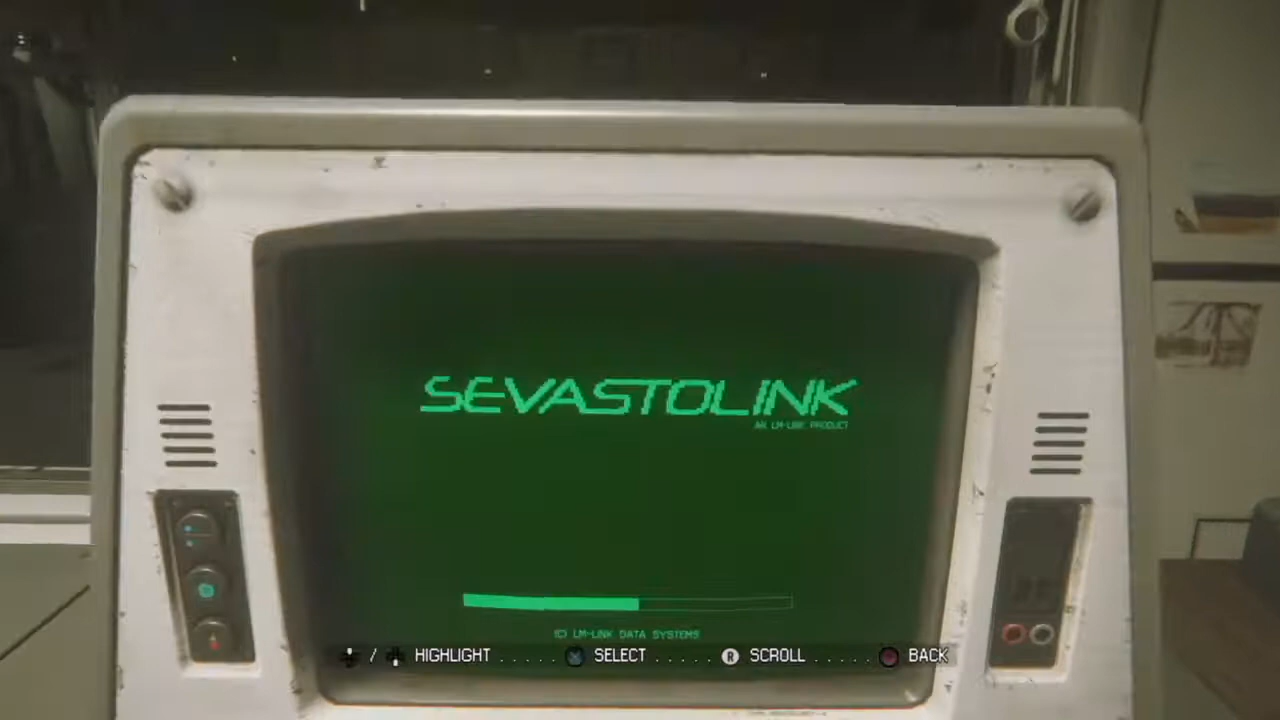 SEVASTOLINK
AN LM-LINK PRODUCT
(C) LM-LINK DATA SYSTEMS
/ HIGHLIGHT . . . . . SELECT . . . . . R SCROLL . . . . . BACK